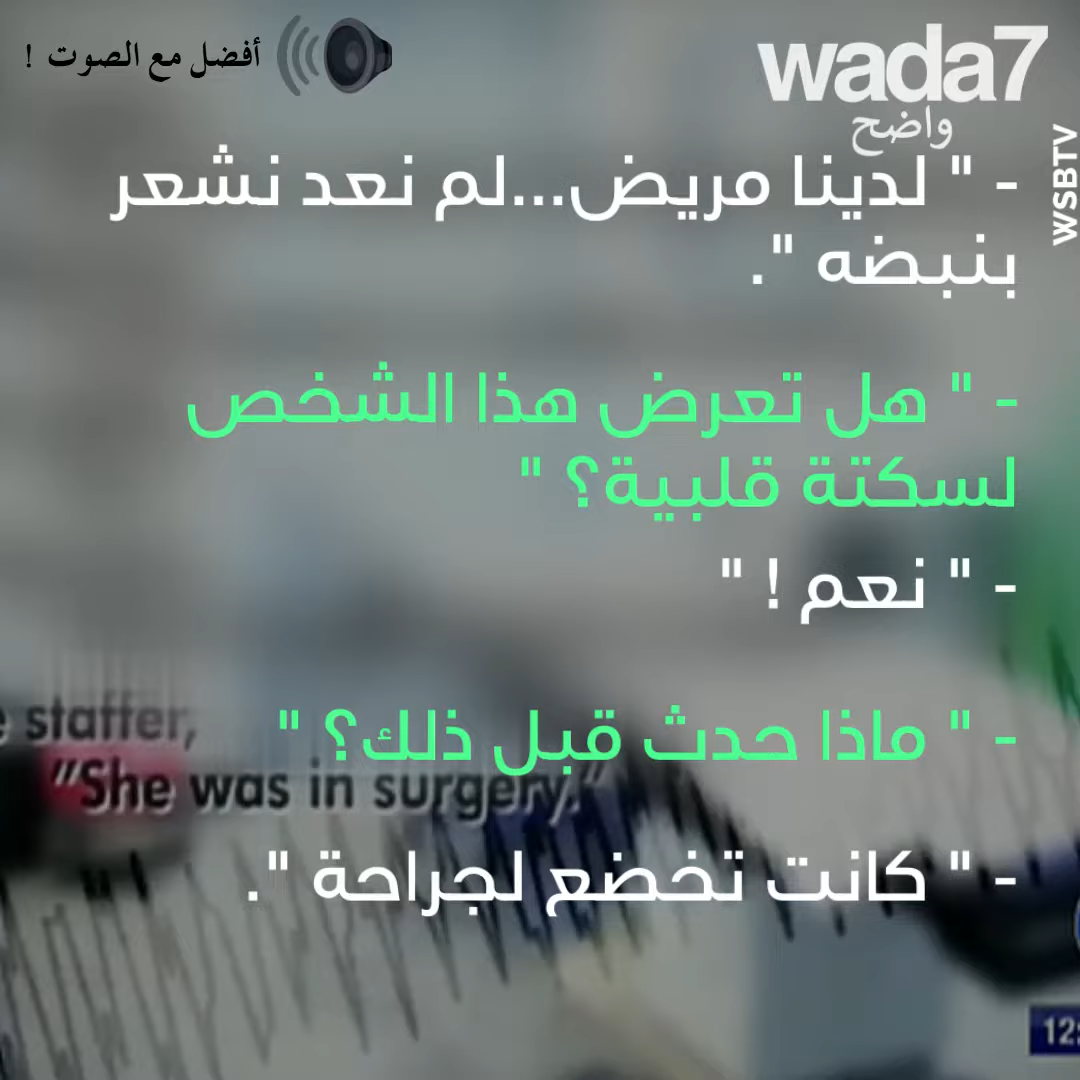 أفضل مع الصوت !
wada7
واضح
WSBTV
- " لدينا مريض...لم نعد نشعر
بنبضه ".
- " هل تعرض هذا الشخص
لسكتة قلبية؟ "
- " نعم ! "
- " ماذا حدث قبل ذلك؟ "
staffer,
"She was in surgery."
- " كانت تخضع لجراحة ".